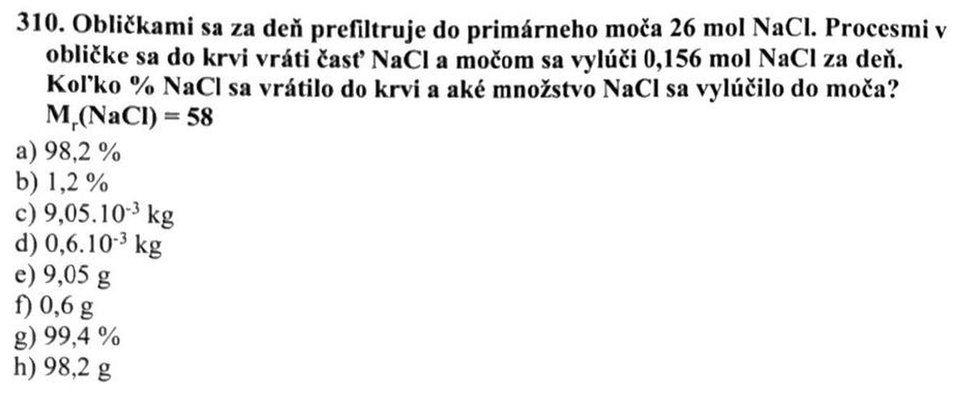 310. Obličkami sa za deň prefiltruje do primárneho moča 26 mol NaCl. Procesmi v
obličke sa do krvi vráti časť NaCl a močom sa vylúči 0,156 mol NaCl za deň.
Koľko % NaCl sa vrátilo do krvi a aké množstvo NaCl sa vylúčilo do moča?
Mᵣ(NaCl) = 58
a) 98,2 %
b) 1,2 %
c) 9,05.10⁻³ kg
d) 0,6.10⁻³ kg
e) 9,05 g
f) 0,6 g
g) 99,4 %
h) 98,2 g